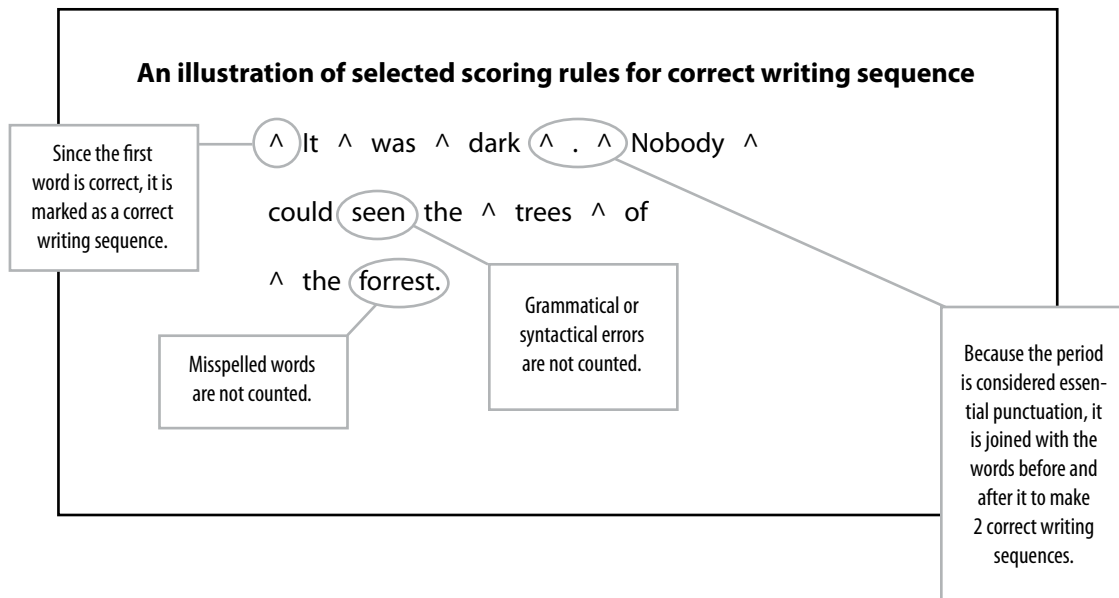 An illustration of selected scoring rules for correct writing sequence
Since the first
word is correct, it is
marked as a correct
writing sequence.
^ It ^ was ^ dark ^ . ^ Nobody ^
could seen the ^ trees ^ of
^ the forrest.
Misspelled words
are not counted.
Grammatical or
syntactical errors
are not counted.
Because the period
is considered essen-
tial punctuation, it
is joined with the
words before and
after it to make
2 correct writing
sequences.